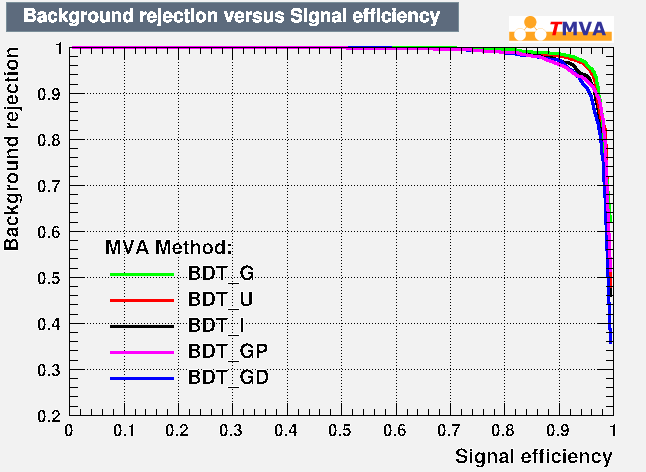 Background rejection versus Signal efficiency
TMVA
Background rejection
1
0.9
0.8
0.7
0.6
0.5
0.4
0.3
0.2
MVA Method:
BDT_G
BDT_U
BDT_I
BDT_GP
BDT_GD
0 0.1 0.2 0.3 0.4 0.5 0.6 0.7 0.8 0.9 1
Signal efficiency